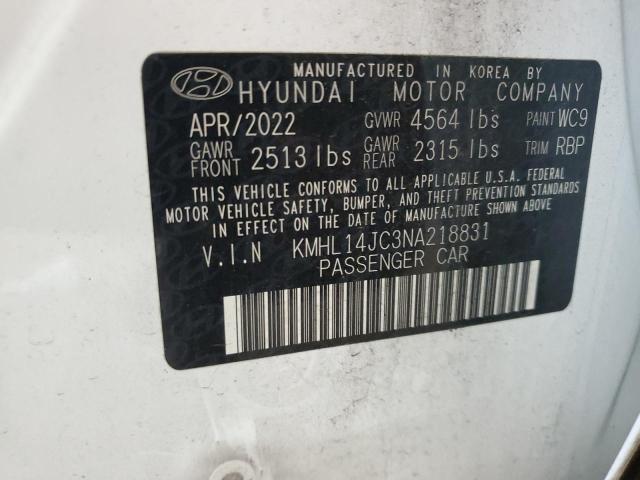 MANUFACTURED IN KOREA BY
HYUNDAI MOTOR COMPANY
APR/2022 GVWR 4564 lbs PAINT WC9
GAWR FRONT 2513 lbs GAWR REAR 2315 lbs TRIM RBP
THIS VEHICLE CONFORMS TO ALL APPLICABLE U.S.A. FEDERAL
MOTOR VEHICLE SAFETY, BUMPER, AND THEFT PREVENTION STANDARDS
IN EFFECT ON THE DATE OF MANUFACTURE SHOWN ABOVE.
V.I.N KMHL14JC3NA218831
PASSENGER CAR